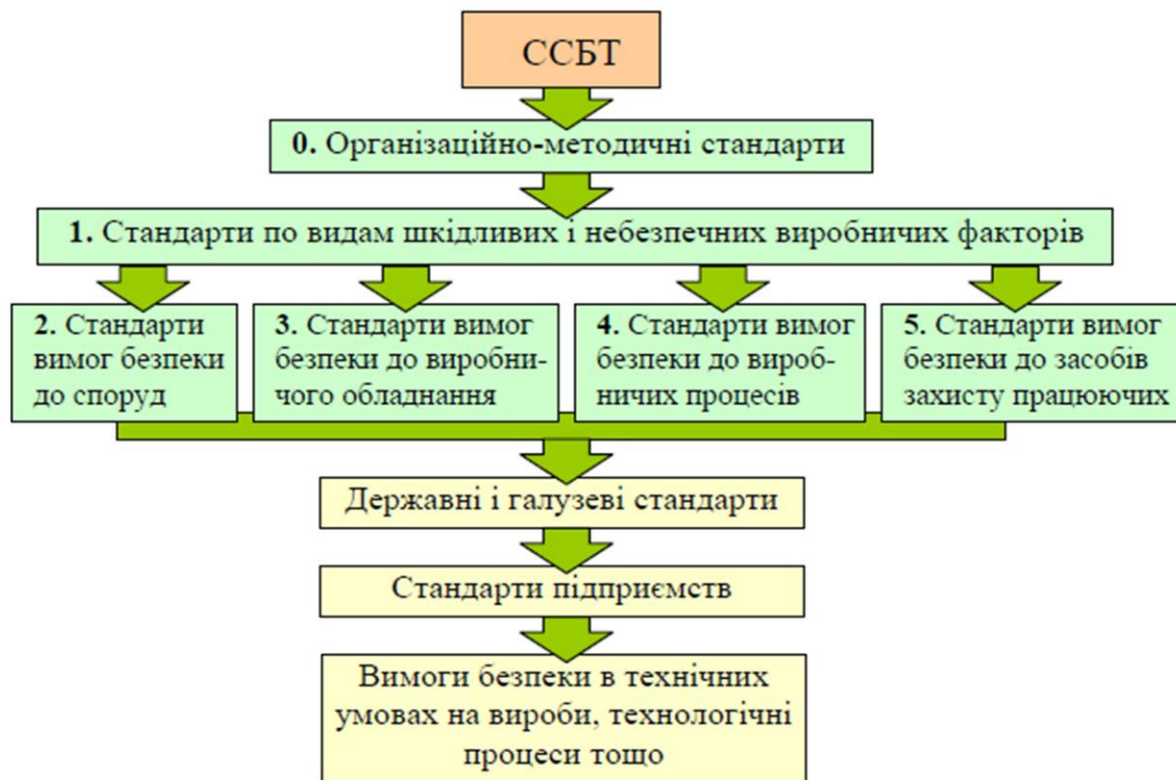 ССБТ
0. Організаційно-методичні стандарти
1. Стандарти по видам шкідливих і небезпечних виробничих факторів
2. Стандарти
вимог безпеки
до споруд
3. Стандарти вимог
безпеки до виробни-
чого обладнання
4. Стандарти вимог
безпеки до вироб-
ничих процесів
5. Стандарти вимог
безпеки до засобів
захисту працюючих
Державні і галузеві стандарти
Стандарти підприємств
Вимоги безпеки в технічних
умовах на вироби, технологічні
процеси тощо